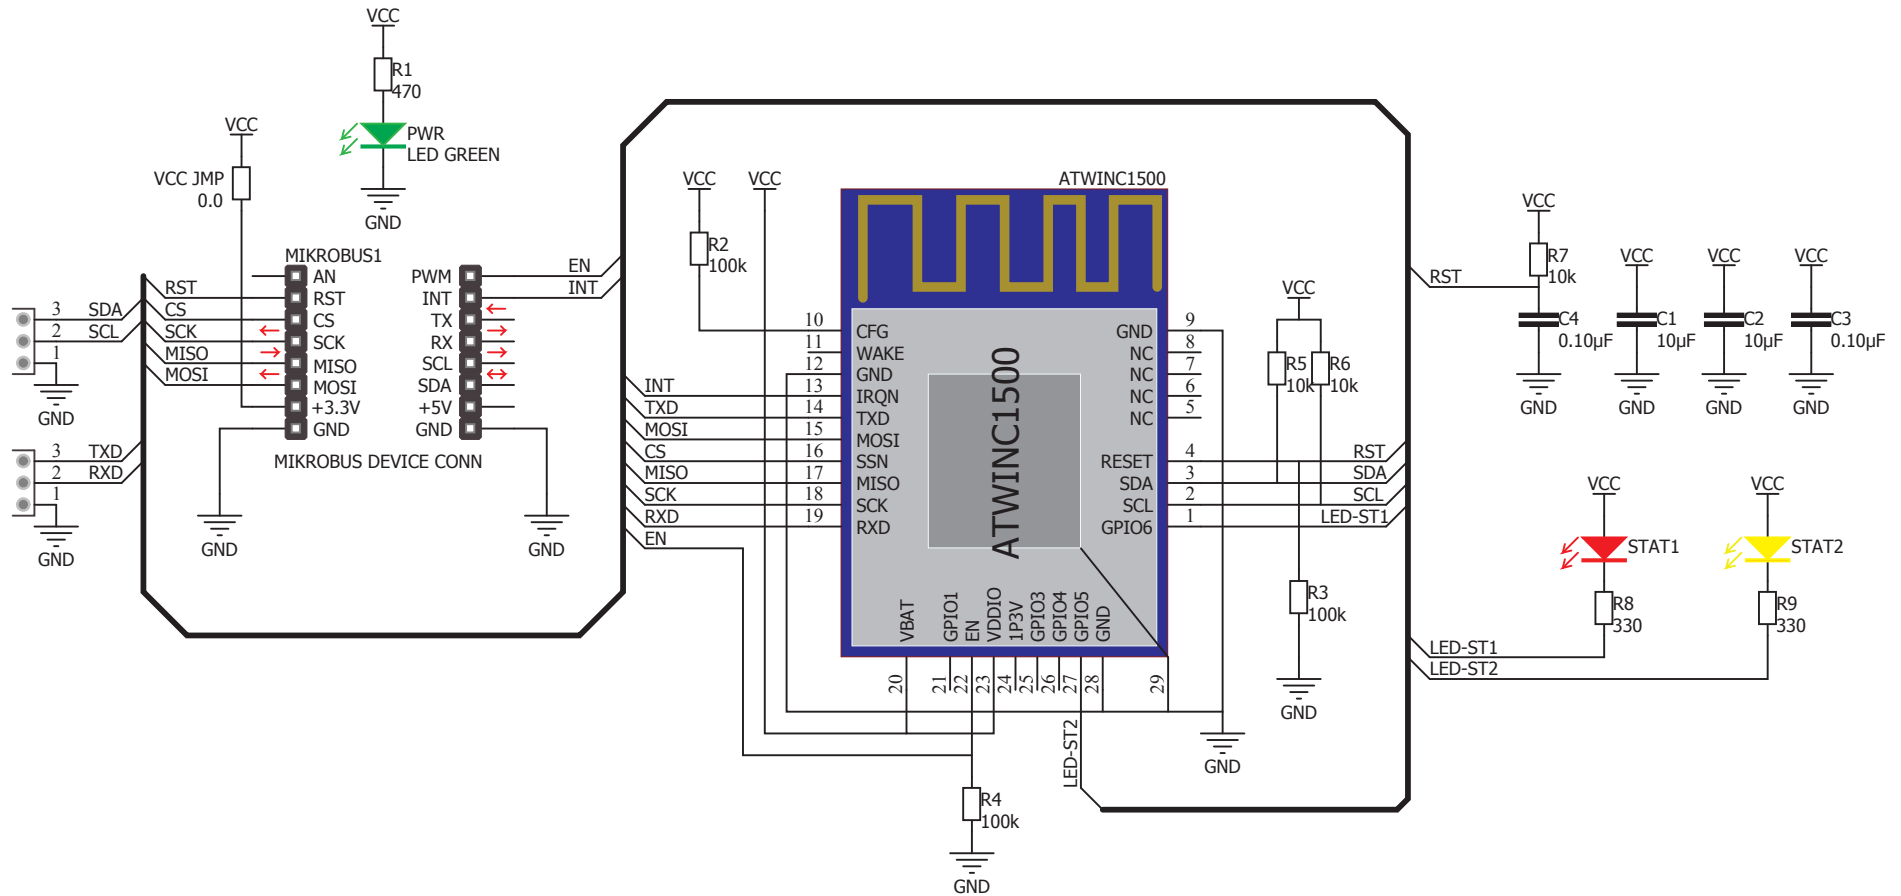 VCC
R1
470
PWR
LED GREEN
GND
VCC
VCC JMP
0.0
MIKROBUS1
AN
RST
CS
SCK
MISO
MOSI
+3.3V
GND
PWM
INT
TX
RX
SCL
SDA
+5V
GND
MIKROBUS DEVICE CONN
GND
GND
RST
CS
SCK
MISO
MOSI
EN
INT
3 SDA
2 SCL
1
GND
3 TXD
2 RXD
1
GND
VCC
R2
100k
VCC
ATWINC1500
ATWINC1500
10 CFG
11 WAKE
12 GND
INT 13 IRQN
TXD 14 TXD
MOSI 15 MOSI
CS 16 SSN
MISO 17 MISO
SCK 18 SCK
RXD 19 RXD
EN
GND 9
NC 8
NC 7
NC 6
NC 5
RESET 4 RST
SDA 3 SDA
SCL 2 SCL
GPIO6 1 LED-ST1
VBAT 20
GPIO1 21
EN 22
VDDIO 23
1P3V 24
GPIO3 25
GPIO4 26
GPIO5 27
GND 28
29
LED-ST2
R4
100k
GND
GND
VCC
R5
10k
R6
10k
R3
100k
GND
VCC
R7
10k
RST
C4
0.10µF
GND
VCC
C1
10µF
GND
VCC
C2
10µF
GND
VCC
C3
0.10µF
GND
VCC
STAT1
R8
330
LED-ST1
VCC
STAT2
R9
330
LED-ST2